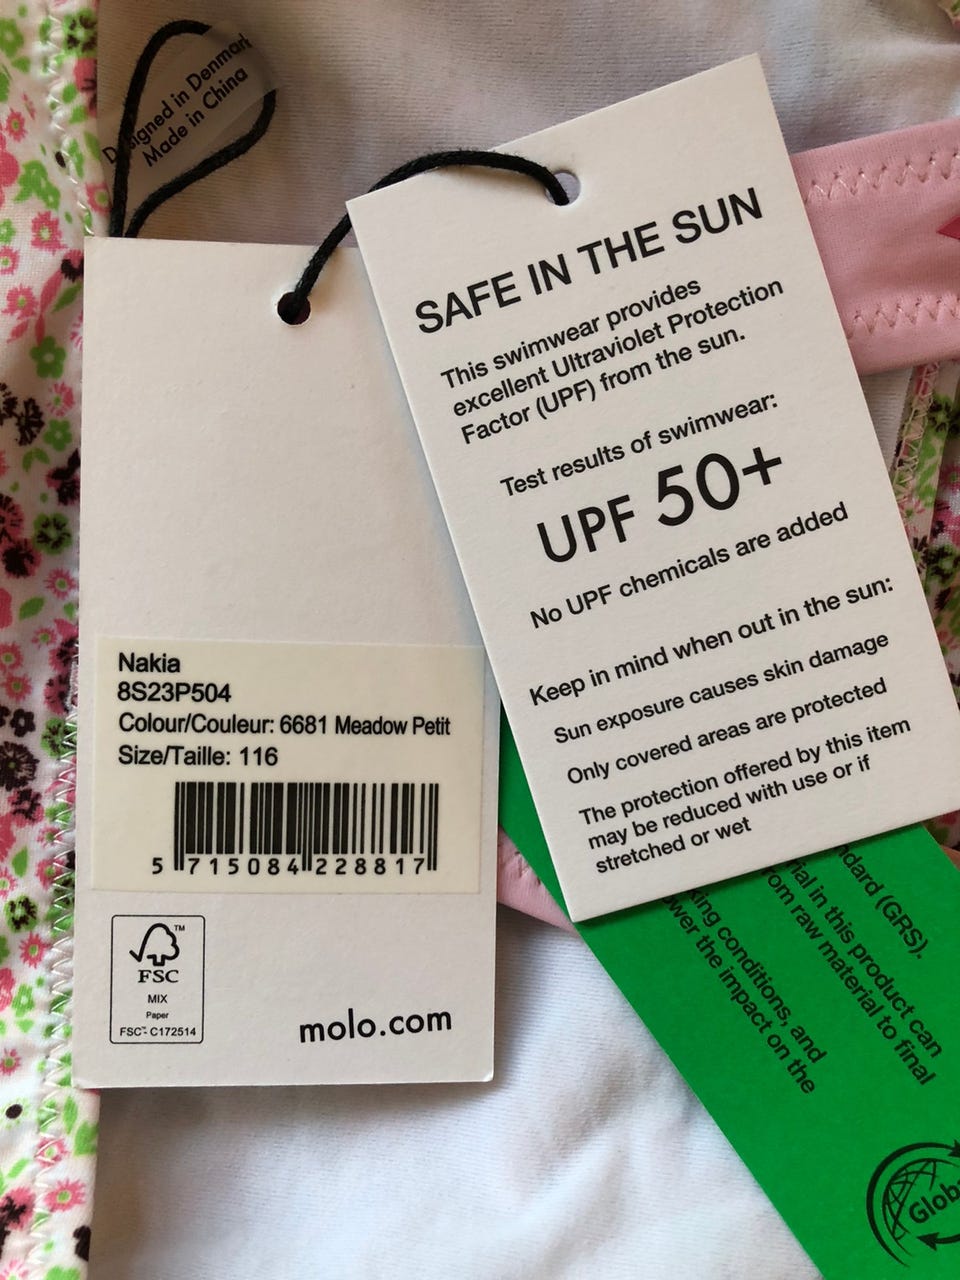 Designed in Denmark
Made in China
SAFE IN THE SUN
This swimwear provides
excellent Ultraviolet Protection
Factor (UPF) from the sun.
Test results of swimwear:
UPF 50+
No UPF chemicals are added
Keep in mind when out in the sun:
Sun exposure causes skin damage
Only covered areas are protected
The protection offered by this item
may be reduced with use or if
stretched or wet
Nakia
8S23P504
Colour/Couleur: 6681 Meadow Petit
Size/Taille: 116
5 715084 228817
FSC™
MIX
Paper
FSC™- C172514
molo.com
(GRS),
in this product can
from raw material to final
conditions, and
the impact on the